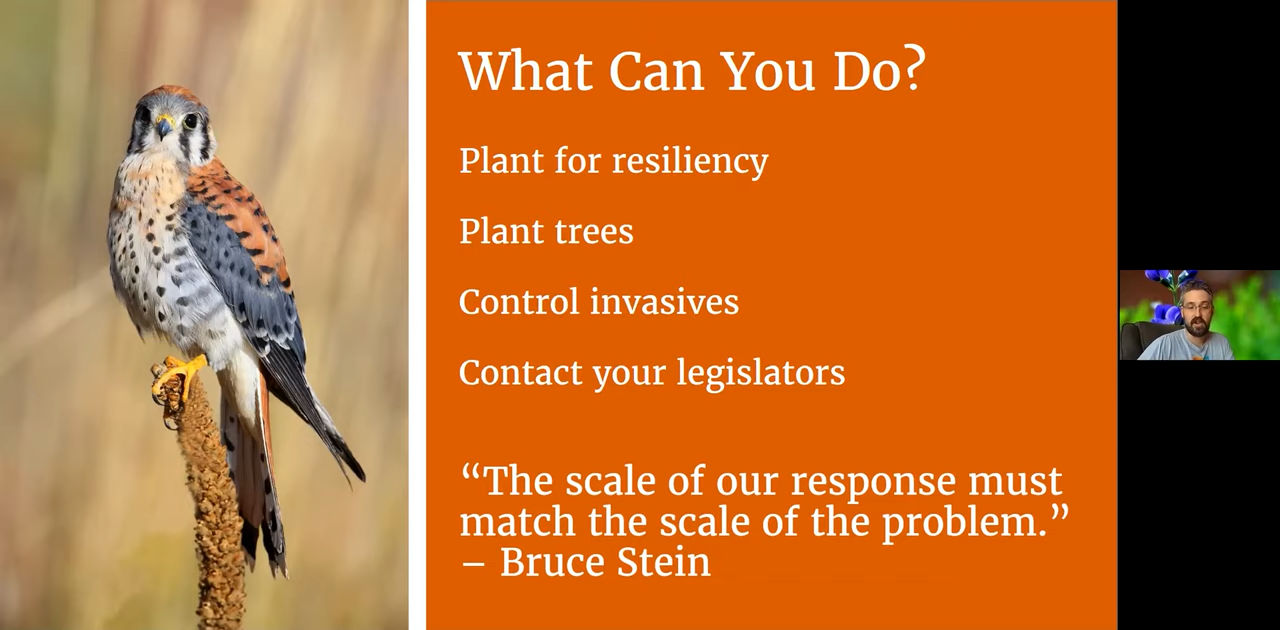 What Can You Do?
Plant for resiliency
Plant trees
Control invasives
Contact your legislators
“The scale of our response must
match the scale of the problem.”
– Bruce Stein